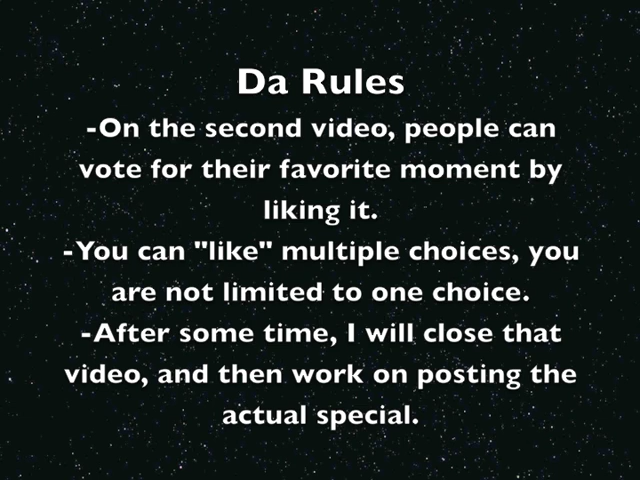 Da Rules
-On the second video, people can
vote for their favorite moment by
liking it.
-You can "like" multiple choices, you
are not limited to one choice.
-After some time, I will close that
video, and then work on posting the
actual special.